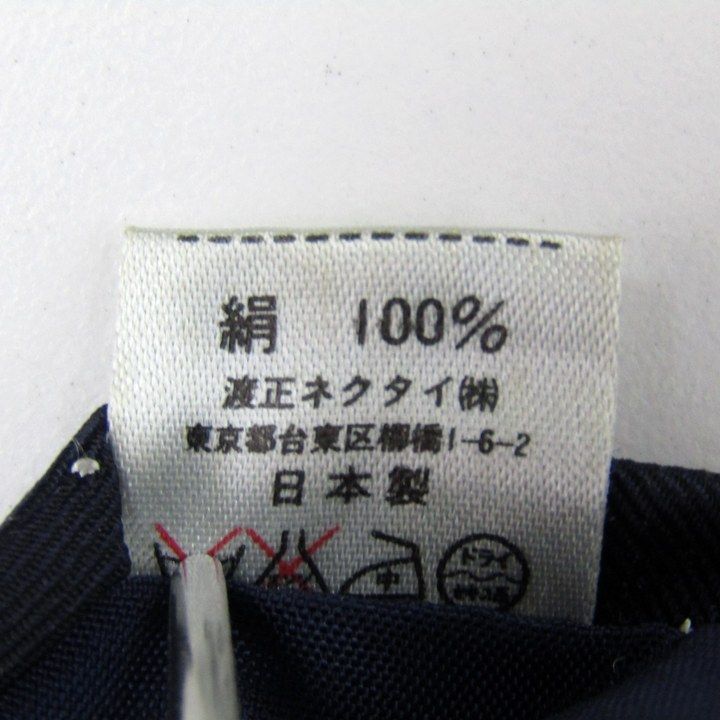 絹 100%
渡正ネクタイ㈱
東京都台東区柳橋1-6-2
日本製
中
ドライ